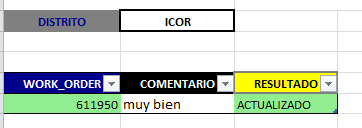 DISTRITO ICOR
WORK_ORDER COMENTARIO RESULTADO
611950 muy bien ACTUALIZADO